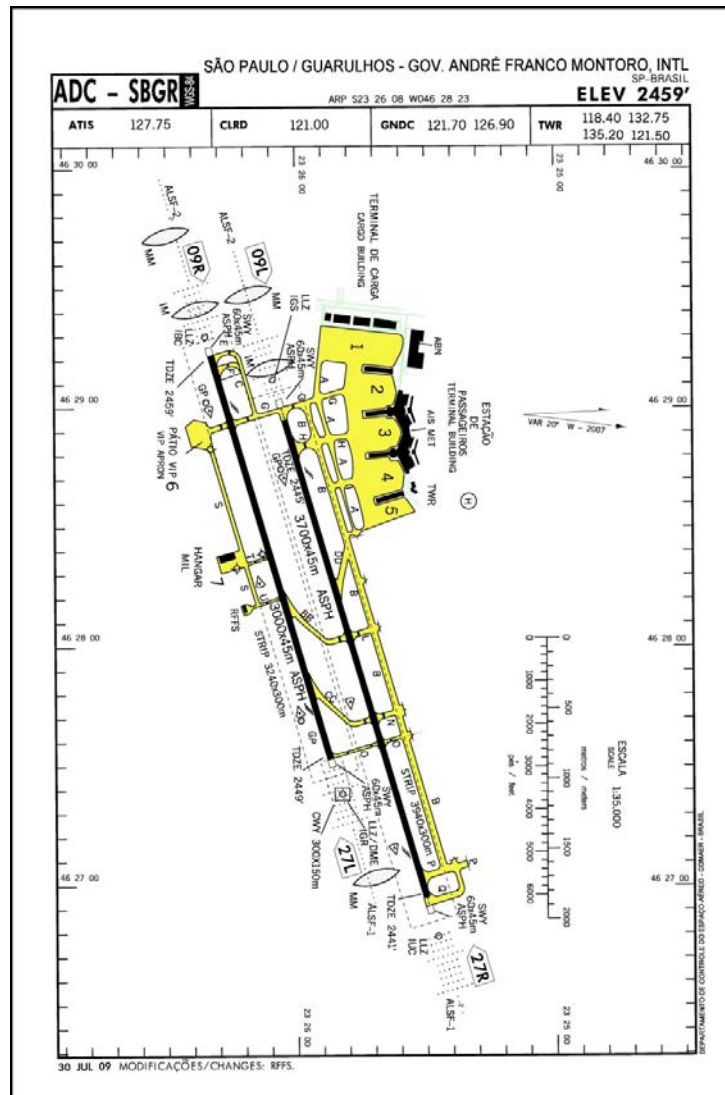 SÃO PAULO / GUARULHOS - GOV. ANDRÉ FRANCO MONTORO, INTL
SP-BRASIL
ADC - SBGR
WGS-84
ARP S23 26 08 W046 28 23
ELEV 2459'
ATIS 127.75
CLRD 121.00
GNDC 121.70 126.90
TWR 118.40 132.75
135.20 121.50
46 30 00
23 26 00
23 25 00
46 30 00
ALSF-2
ALSF-2
MM
09R
09L
MM
TERMINAL DE CARGA
CARGO BUILDING
LLZ
IGS
IM
LLZ
IBC
SWY
60x45m
ASPH
IM
SWY
60x45m
ASPH
ABN
1
2
3
4
5
ESTAÇÃO
DE
PASSAGEIROS
TERMINAL BUILDING
AIS MET
TWR
H
VAR 20° W - 2007
46 29 00
46 29 00
TDZE 2459'
GP
E
F
C
G
G
B
H
A
G
A
H
A
A
PÁTIO VIP
VIP APRON
6
TDZE 2445'
GP
3700x45m
ASPH
B
DD
B
S
HANGAR
MIL
7
T
S
U
RFFS
BB
L
B
46 28 00
46 28 00
3000x45m
ASPH
STRIP 3240x300m
CC
N
O
O
GP
TDZE 2449'
SWY
60x45m
ASPH
STRIP 3940x300m
B
LLZ/DME
IGR
CWY 300X150m
27L
MM
ALSF-1
P
P
Q
TDZE 2441'
SWY
60x45m
ASPH
LLZ
IUC
27R
ALSF-1
0
1000
2000
3000
4000
5000
6000
pés / feet
0
500
1000
1500
2000
metros / meters
ESCALA
SCALE 1:35.000
46 27 00
46 27 00
23 26 00
23 25 00
DEPARTAMENTO DE CONTROLE DO ESPAÇO AÉREO - DCEA
30 JUL 09 MODIFICAÇÕES/CHANGES: RFFS.